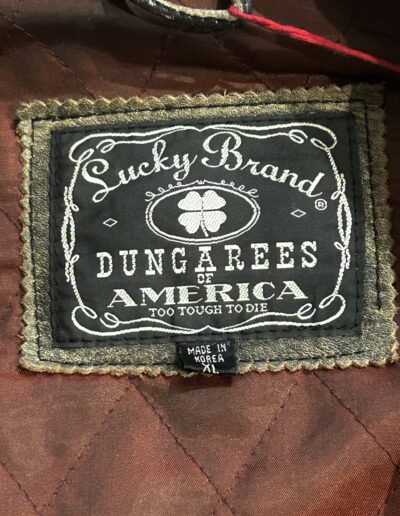 Lucky Brand
®
DUNGAREES
OF
AMERICA
TOO TOUGH TO DIE
MADE IN
KOREA
XL